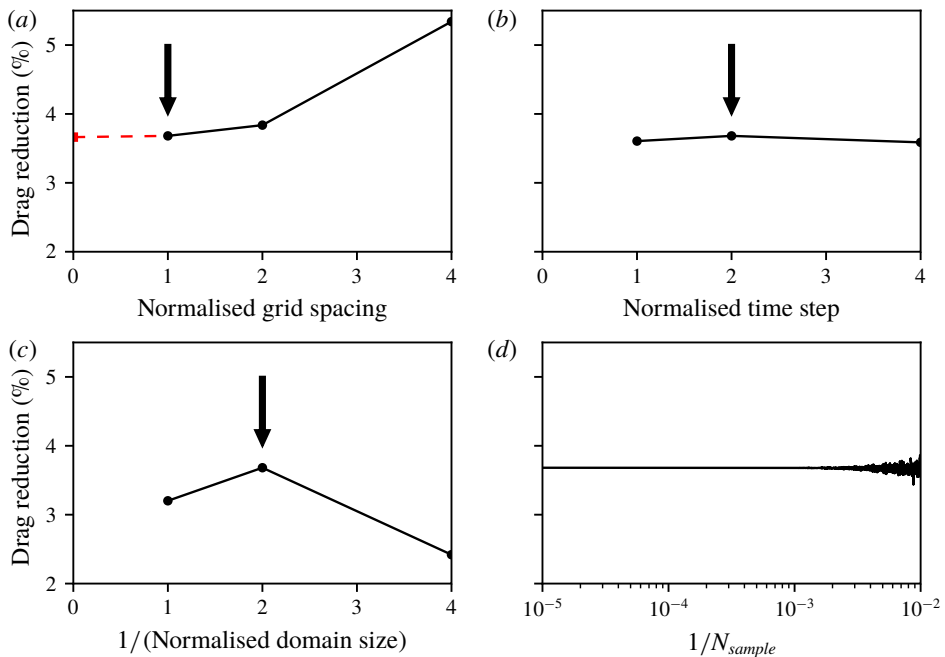 (a)
Drag reduction (%)
5
4
3
2
0 1 2 3 4
Normalised grid spacing
(b)
0 1 2 3 4
Normalised time step
(c)
Drag reduction (%)
5
4
3
2
0 1 2 3 4
1/(Normalised domain size)
(d)
10⁻⁵ 10⁻⁴ 10⁻³ 10⁻²
1/N_sample